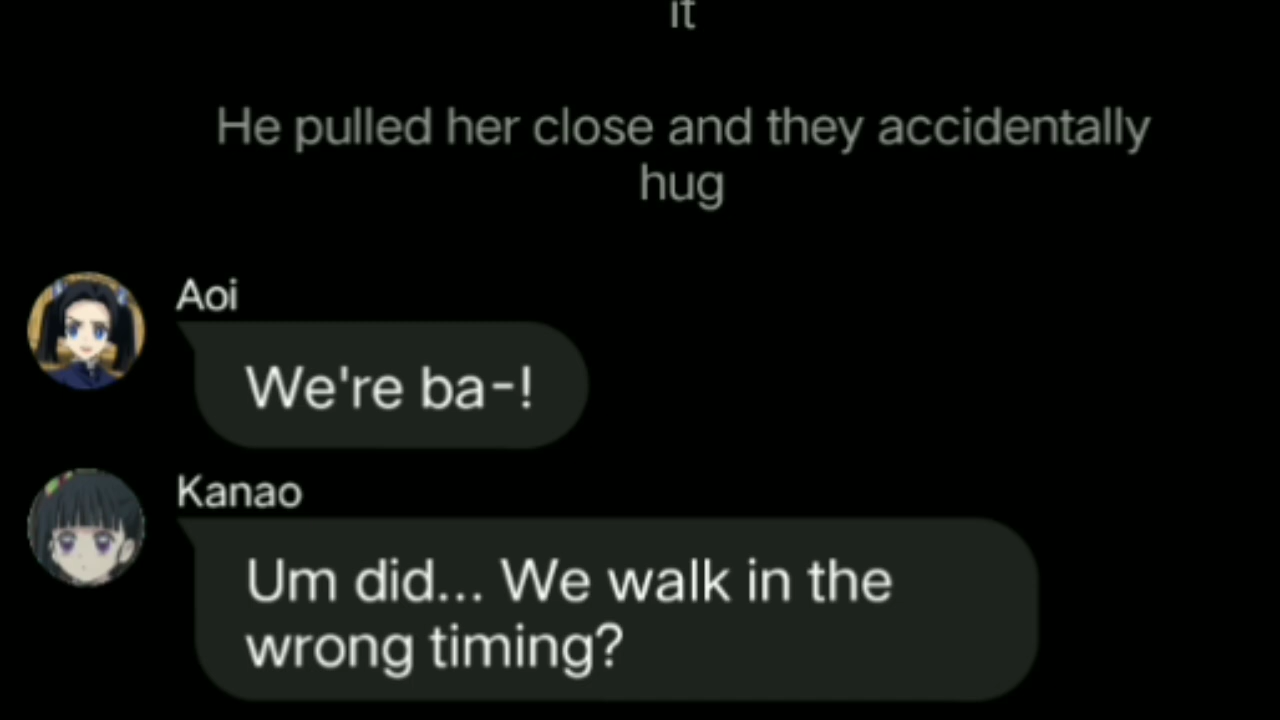 it
He pulled her close and they accidentally
hug
Aoi
We're ba-!
Kanao
Um did... We walk in the
wrong timing?